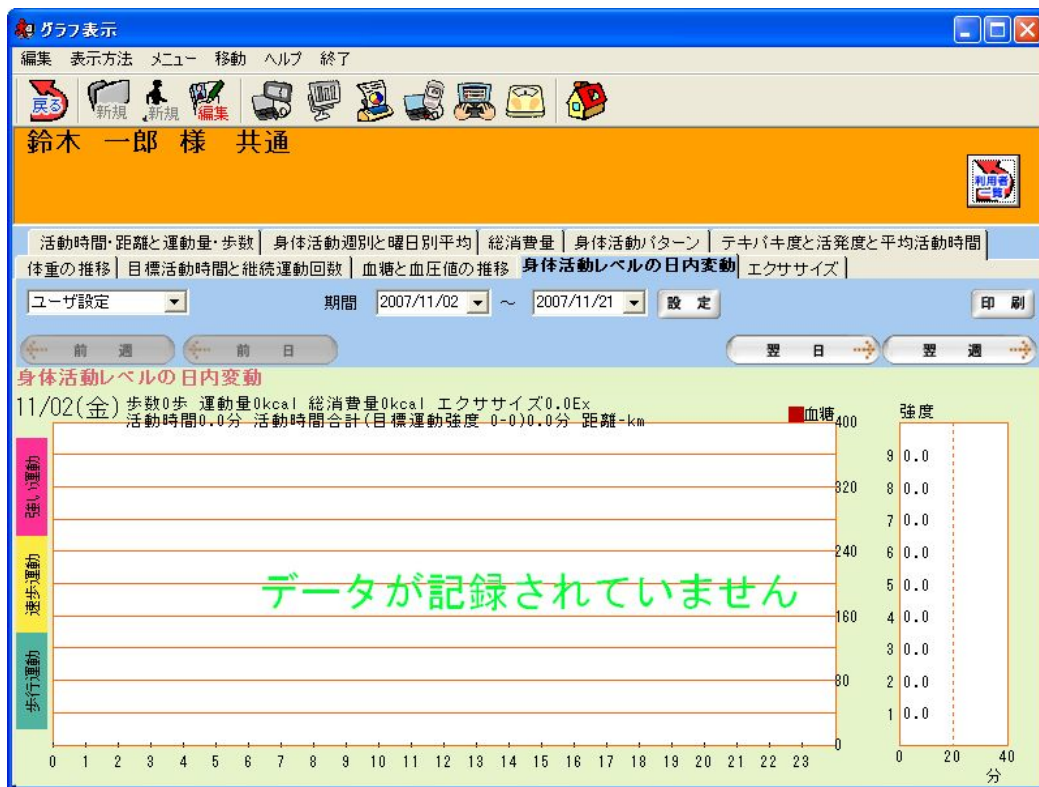 グラフ表示
編集 表示方法 メニュー 移動 ヘルプ 終了
戻る 新規 新規 編集
鈴木 一郎 様 共通
利用者一覧
活動時間・距離と運動量・歩数 身体活動週別と曜日別平均 総消費量 身体活動パターン テキパキ度と活発度と平均活動時間
体重の推移 目標活動時間と継続運動回数 血糖と血圧値の推移 身体活動レベルの日内変動 エクササイズ
ユーザ設定 期間 2007/11/02 ～ 2007/11/21 設 定 印 刷
前 週 前 日 翌 日 翌 週
身体活動レベルの日内変動
11/02(金) 歩数0歩 運動量0kcal 総消費量0kcal エクササイズ0.0Ex
活動時間0.0分 活動時間合計(目標運動強度 0-0)0.0分 距離-km
血糖 400 強度
9 0.0
強い運動
320 8 0.0
7 0.0
240 6 0.0
速歩運動
データが記録されていません
5 0.0
160 4 0.0
3 0.0
歩行運動
80 2 0.0
1 0.0
0
0 1 2 3 4 5 6 7 8 9 10 11 12 13 14 15 16 17 18 19 20 21 22 23 0 20 40
分